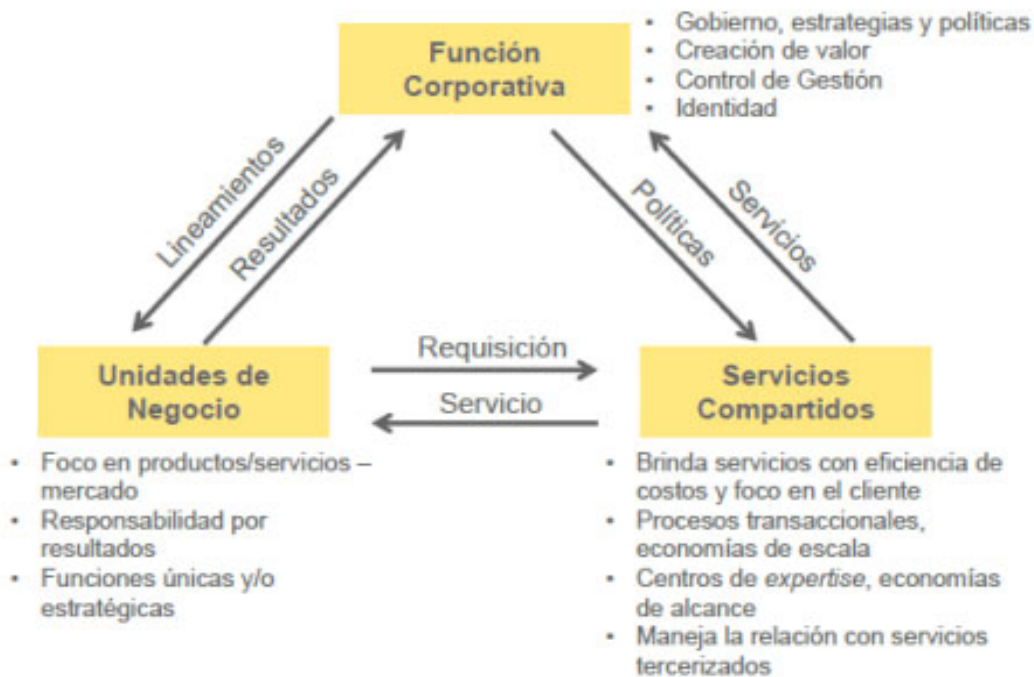 Función
Corporativa
• Gobierno, estrategias y políticas
• Creación de valor
• Control de Gestión
• Identidad
Lineamientos
Resultados
Políticas
Servicios
Unidades de
Negocio
Requisición
Servicio
Servicios
Compartidos
• Foco en productos/servicios –
mercado
• Responsabilidad por
resultados
• Funciones únicas y/o
estratégicas
• Brinda servicios con eficiencia de
costos y foco en el cliente
• Procesos transaccionales,
economías de escala
• Centros de expertise, economías
de alcance
• Maneja la relación con servicios
tercerizados